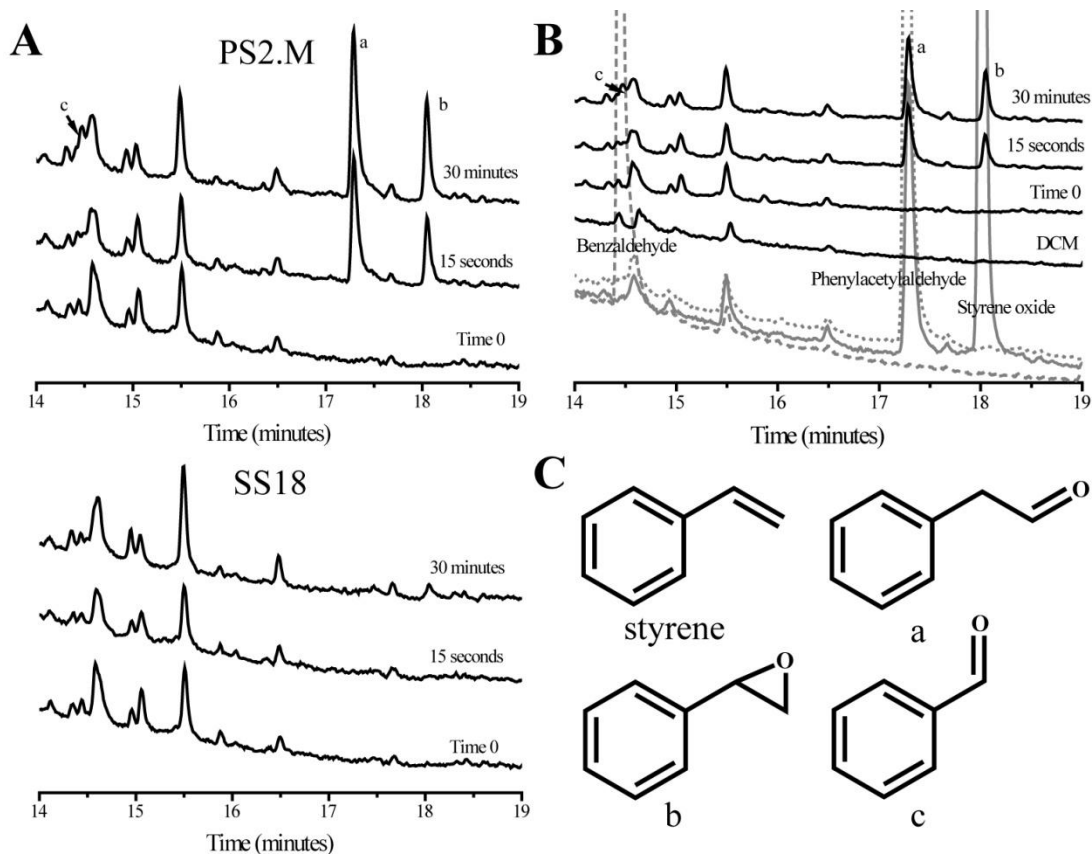 A
PS2.M
a
b
c
30 minutes
15 seconds
Time 0
14 15 16 17 18 19
Time (minutes)
B
a
b
c
30 minutes
15 seconds
Time 0
DCM
Benzaldehyde
Phenylacetylaldehyde
Styrene oxide
14 15 16 17 18 19
Time (minutes)
SS18
30 minutes
15 seconds
Time 0
14 15 16 17 18 19
Time (minutes)
C
O
styrene
a
O
O
b
c